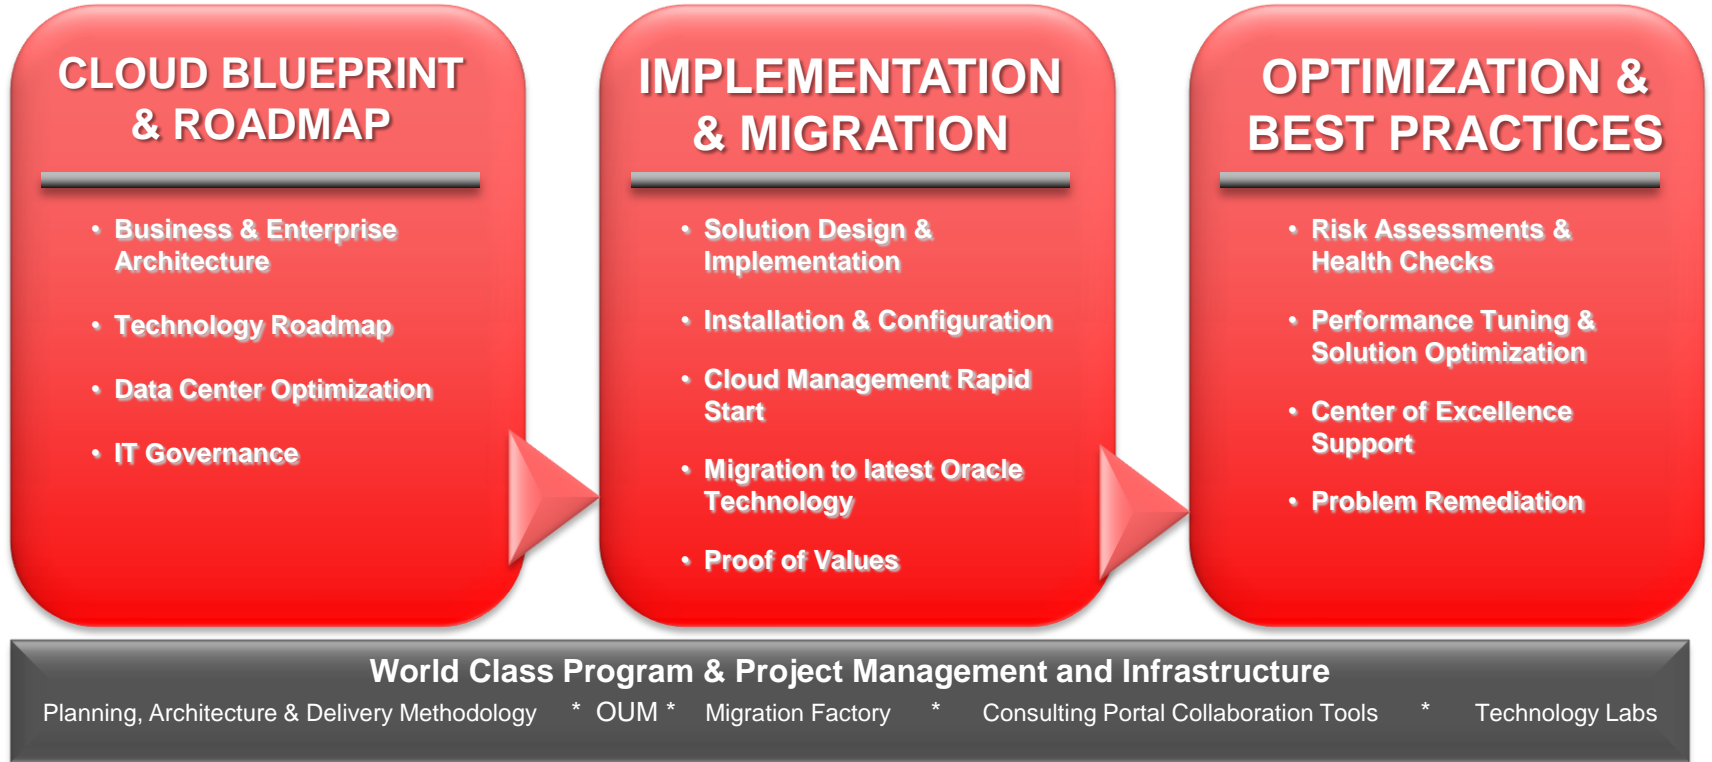 CLOUD BLUEPRINT
& ROADMAP
• Business & Enterprise
Architecture
• Technology Roadmap
• Data Center Optimization
• IT Governance
IMPLEMENTATION
& MIGRATION
• Solution Design &
Implementation
• Installation & Configuration
• Cloud Management Rapid
Start
• Migration to latest Oracle
Technology
• Proof of Values
OPTIMIZATION &
BEST PRACTICES
• Risk Assessments &
Health Checks
• Performance Tuning &
Solution Optimization
• Center of Excellence
Support
• Problem Remediation
World Class Program & Project Management and Infrastructure
Planning, Architecture & Delivery Methodology * OUM * Migration Factory * Consulting Portal Collaboration Tools * Technology Labs